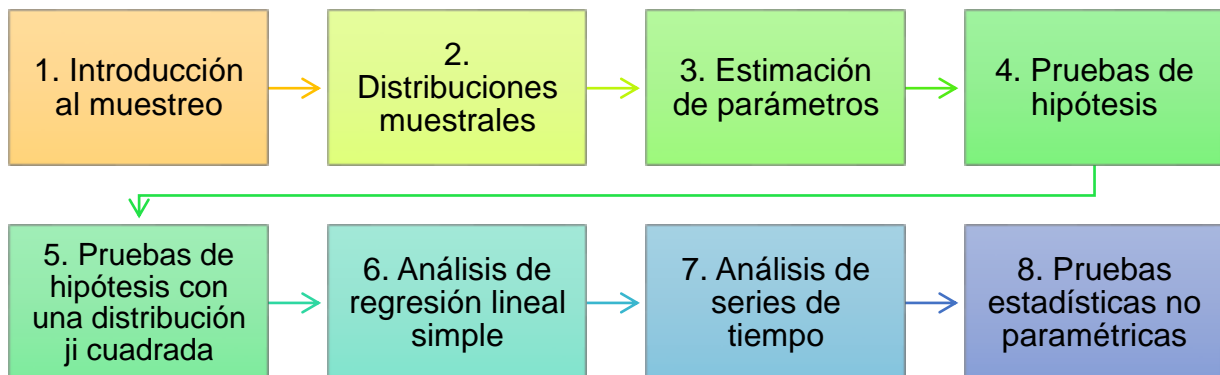 1. Introducción
al muestreo
2.
Distribuciones
muestrales
3. Estimación
de parámetros
4. Pruebas de
hipótesis
5. Pruebas de
hipótesis con
una distribución
ji cuadrada
6. Análisis de
regresión lineal
simple
7. Análisis de
series de
tiempo
8. Pruebas
estadísticas no
paramétricas